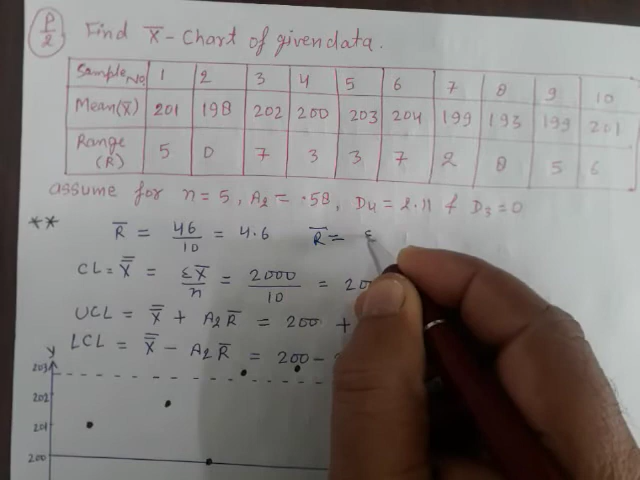 P/2 Find X̄ - Chart of given data.
Sample No. 1 2 3 4 5 6 7 8 9 10
Mean(X̄) 201 198 202 200 203 204 199 193 199 201
Range (R) 5 0 7 3 3 7 2 8 5 6
assume for n = 5, A₂ = .58, D₄ = 2.11 & D₃ = 0
** R̄ = 46/10 = 4.6 R̄ = Ɛ
CL = X̿ = ƐX̄/n = 2000/10 = 200
UCL = X̿ + A₂R̄ = 200 +
LCL = X̿ - A₂R̄ = 200 -
Y
203
202
201
200